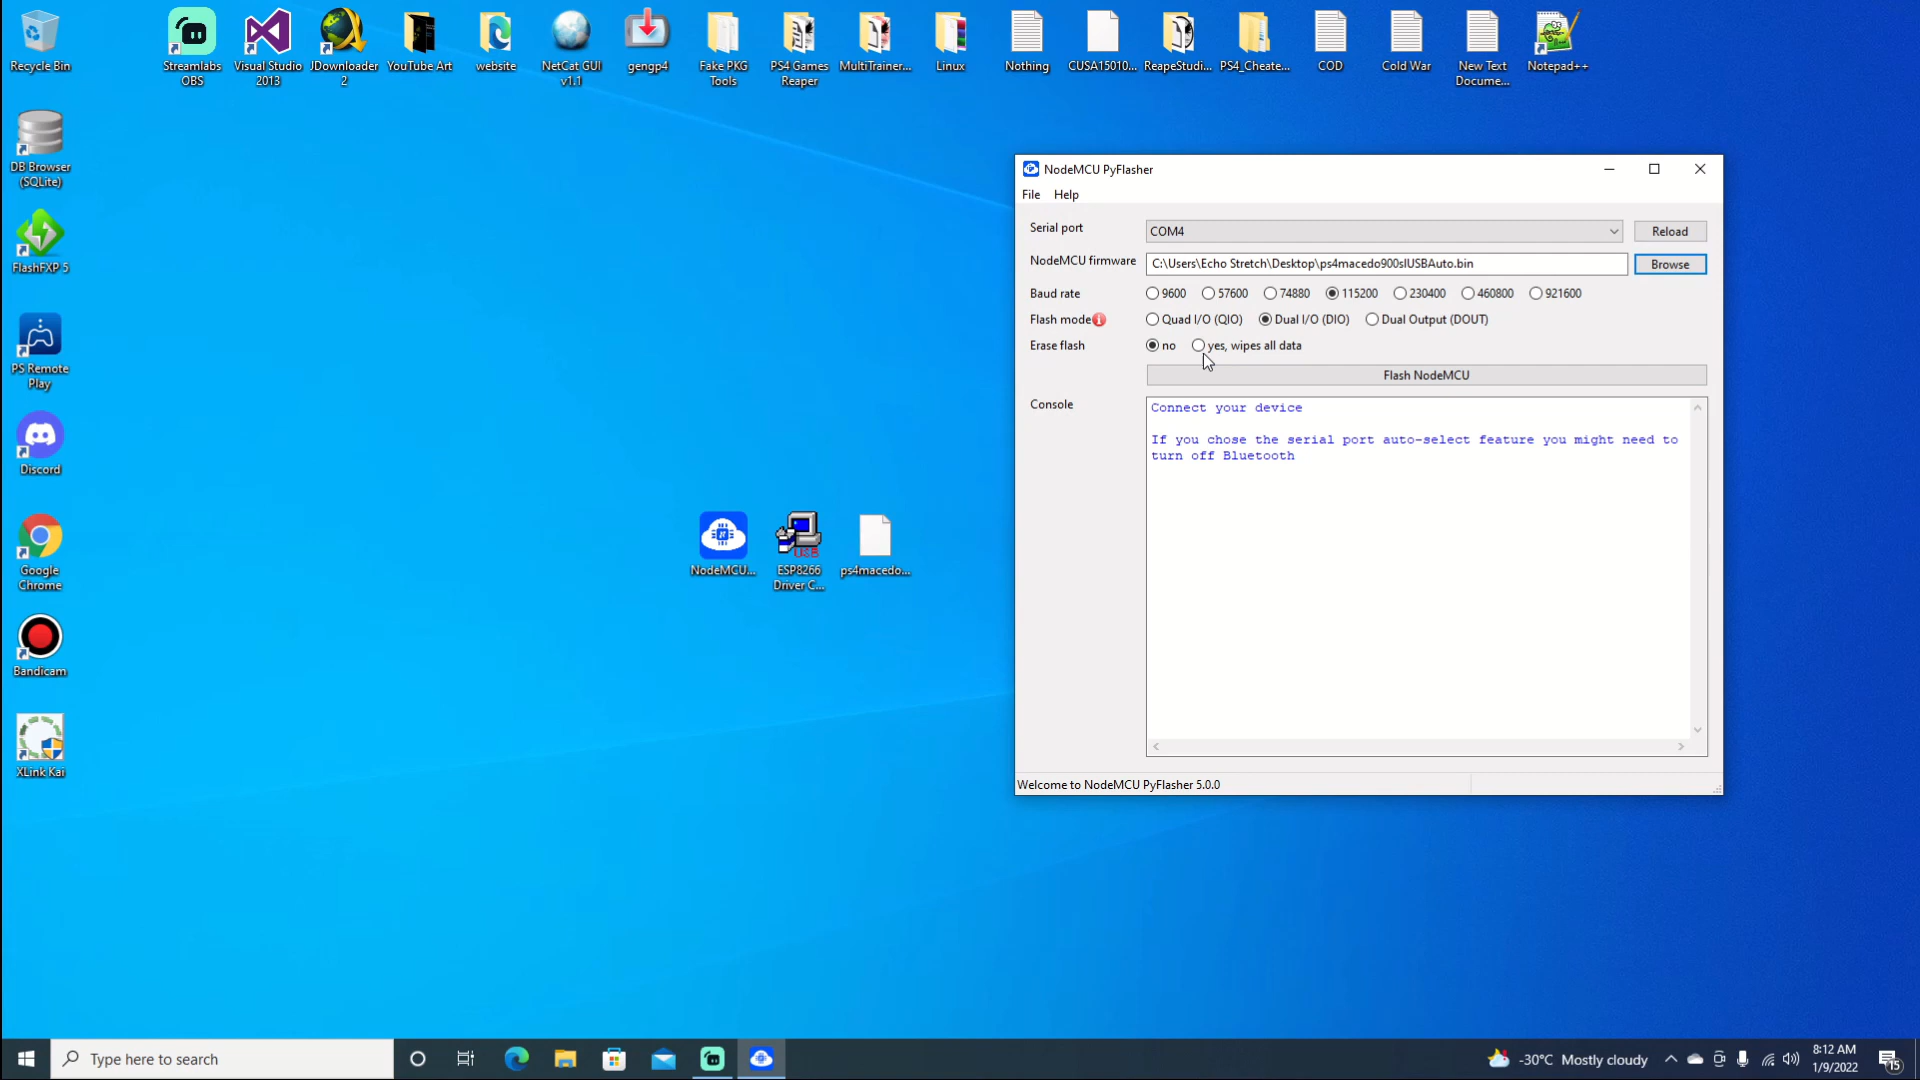 Recycle Bin
Streamlabs
OBS
Visual Studio
2013
JDownloader
2
YouTube Art
website
NetCat GUI
v1.1
gengp4
Fake PKG
Tools
PS4 Games
Reaper
MultiTrainer...
Linux
Nothing
CUSA15010...
ReapeStudi...
PS4_Cheate...
COD
Cold War
New Text
Docume...
Notepad++
DB Browser
(SQLite)
FlashFXP 5
PS Remote
Play
Discord
Google
Chrome
Bandicam
XLink Kai
NodeMCU...
USB
ESP8266
Driver C...
ps4macedo...
NodeMCU PyFlasher
File Help
Serial port COM4 Reload
NodeMCU firmware C:\Users\Echo Stretch\Desktop\ps4macedo900slUSBAuto.bin Browse
Baud rate 9600 57600 74880 115200 230400 460800 921600
Flash mode Quad I/O (QIO) Dual I/O (DIO) Dual Output (DOUT)
Erase flash no yes, wipes all data
Flash NodeMCU
Console
Connect your device
If you chose the serial port auto-select feature you might need to
turn off Bluetooth
Welcome to NodeMCU PyFlasher 5.0.0
Type here to search
-30°C Mostly cloudy
8:12 AM
1/9/2022
15